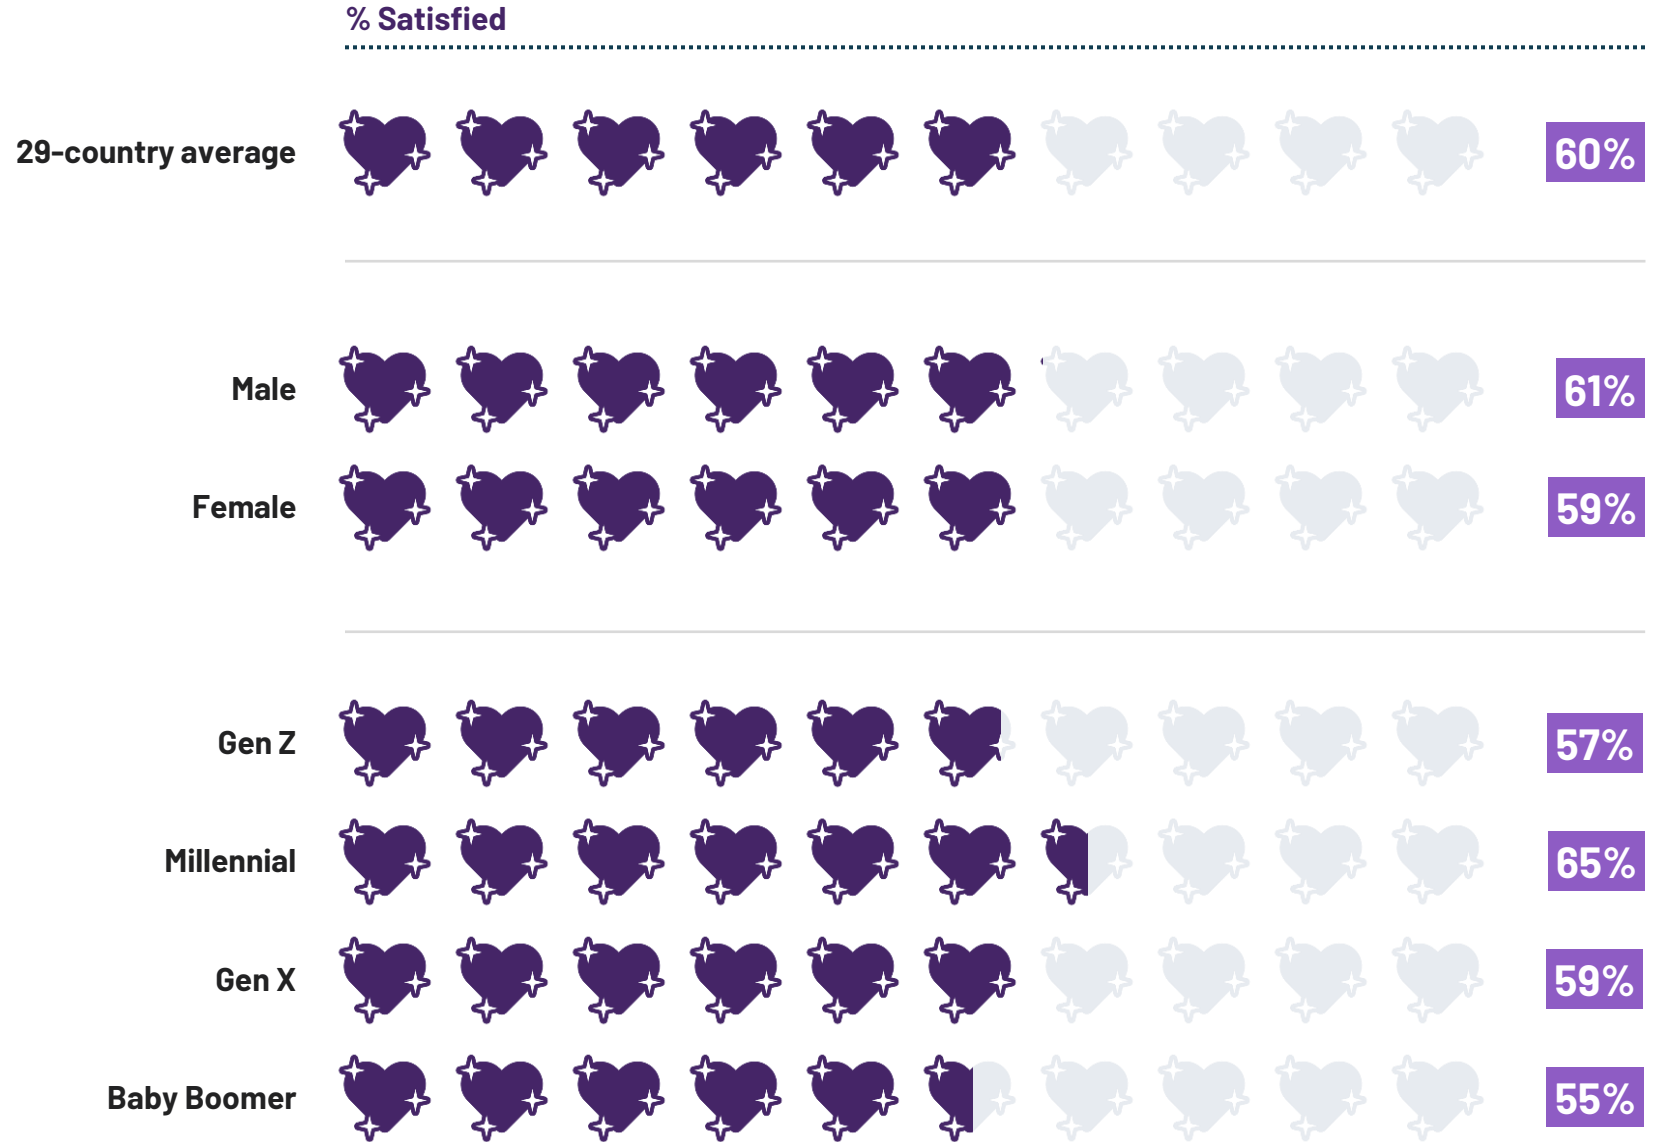 % Satisfied
29-country average 60%
Male 61%
Female 59%
Gen Z 57%
Millennial 65%
Gen X 59%
Baby Boomer 55%